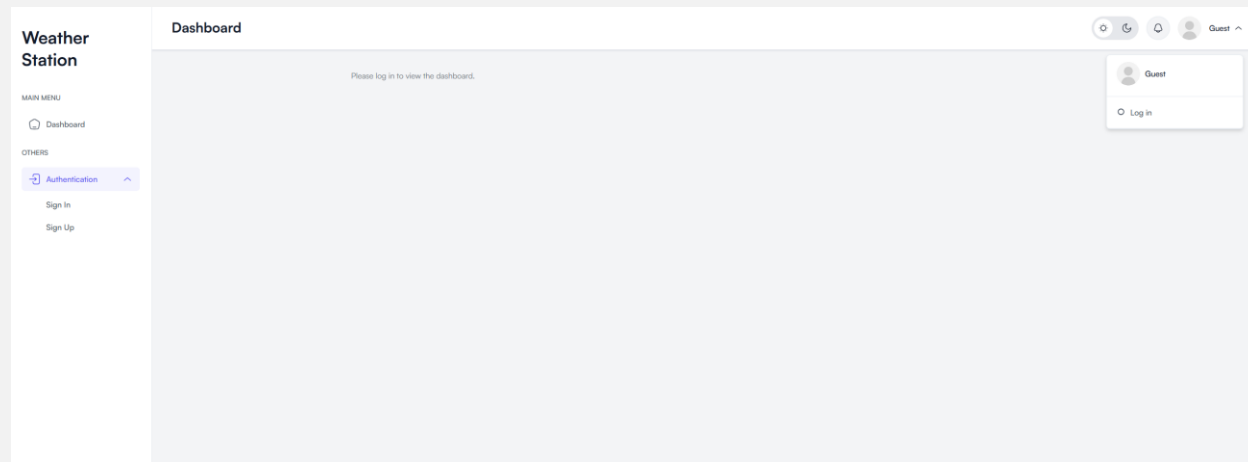 Weather
Station
MAIN MENU
Dashboard
OTHERS
Authentication
Sign In
Sign Up
Dashboard
Guest
Please log in to view the dashboard.
Guest
Log in